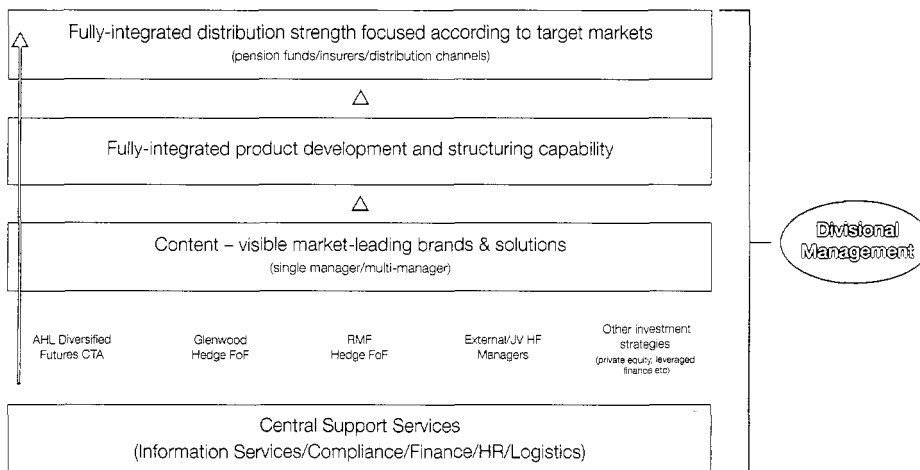 Fully-integrated distribution strength focused according to target markets
(pension funds/insurers/distribution channels)
Fully-integrated product development and structuring capability
Content – visible market-leading brands & solutions
(single manager/multi-manager)
AHL Diversified
Futures CTA
Glenwood
Hedge FoF
RMF
Hedge FoF
External/JV HF
Managers
Other investment
strategies
(private equity, leveraged
finance etc)
Central Support Services
(Information Services/Compliance/Finance/HR/Logistics)
Divisional
Management